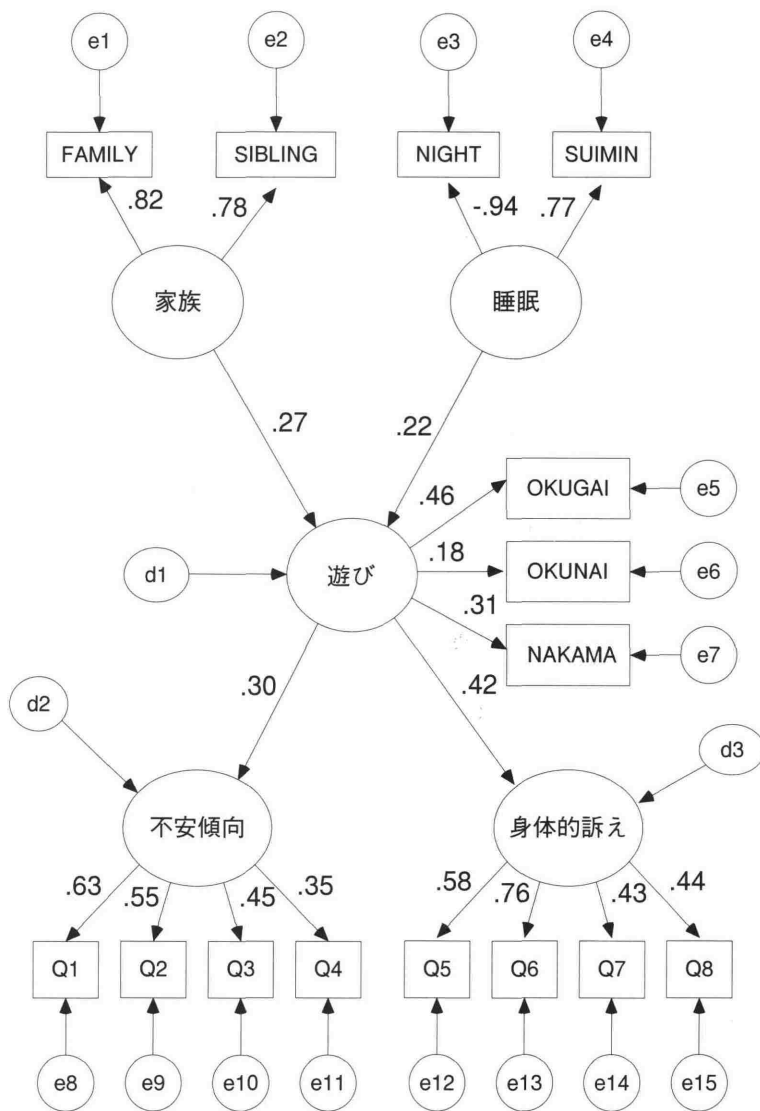 e1
e2
e3
e4
FAMILY
SIBLING
NIGHT
SUIMIN
.82
.78
-.94
.77
家族
睡眠
.27
.22
.46
OKUGAI
e5
d1
遊び
.18
OKUNAI
e6
.31
NAKAMA
e7
.30
.42
d2
d3
不安傾向
身体的訴え
.63
.55
.45
.35
.58
.76
.43
.44
Q1
Q2
Q3
Q4
Q5
Q6
Q7
Q8
e8
e9
e10
e11
e12
e13
e14
e15